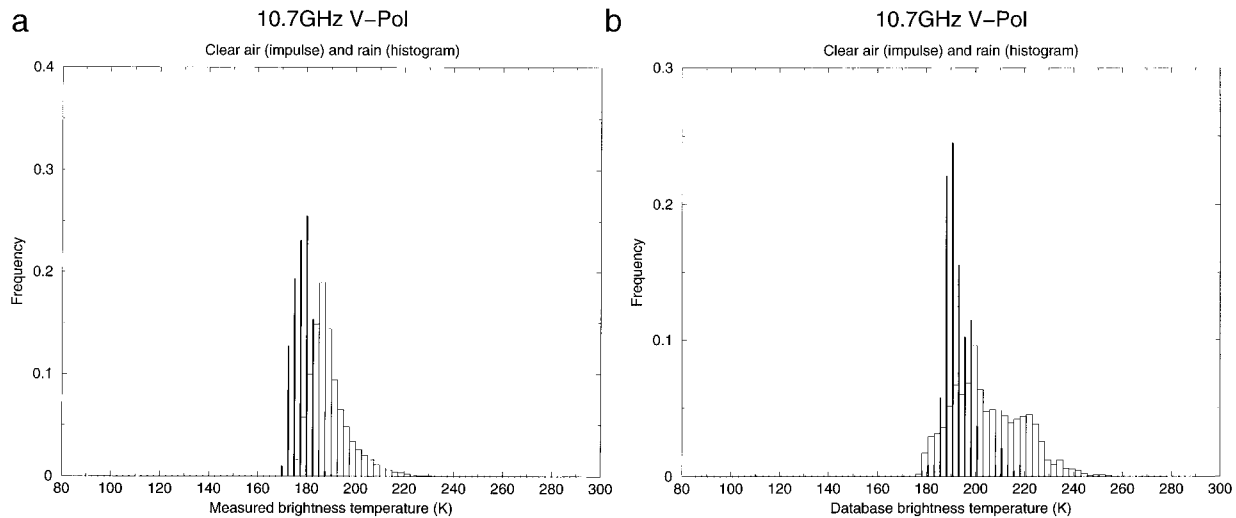 a
10.7GHz V−Pol
Clear air (impulse) and rain (histogram)
0.4
0.3
0.2
0.1
0
Frequency
80 100 120 140 160 180 200 220 240 260 280 300
Measured brightness temperature (K)
b
10.7GHz V−Pol
Clear air (impulse) and rain (histogram)
0.3
0.2
0.1
0
Frequency
80 100 120 140 160 180 200 220 240 260 280 300
Database brightness temperature (K)